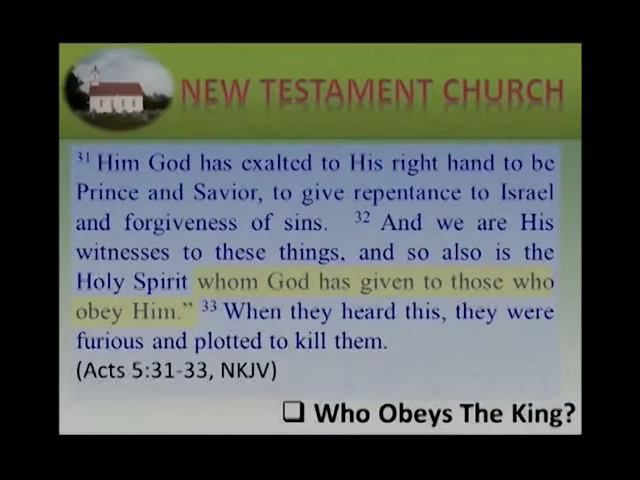 NEW TESTAMENT CHURCH
31 Him God has exalted to His right hand to be
Prince and Savior, to give repentance to Israel
and forgiveness of sins. 32 And we are His
witnesses to these things, and so also is the
Holy Spirit whom God has given to those who
obey Him.” 33 When they heard this, they were
furious and plotted to kill them.
(Acts 5:31-33, NKJV)
❑ Who Obeys The King?